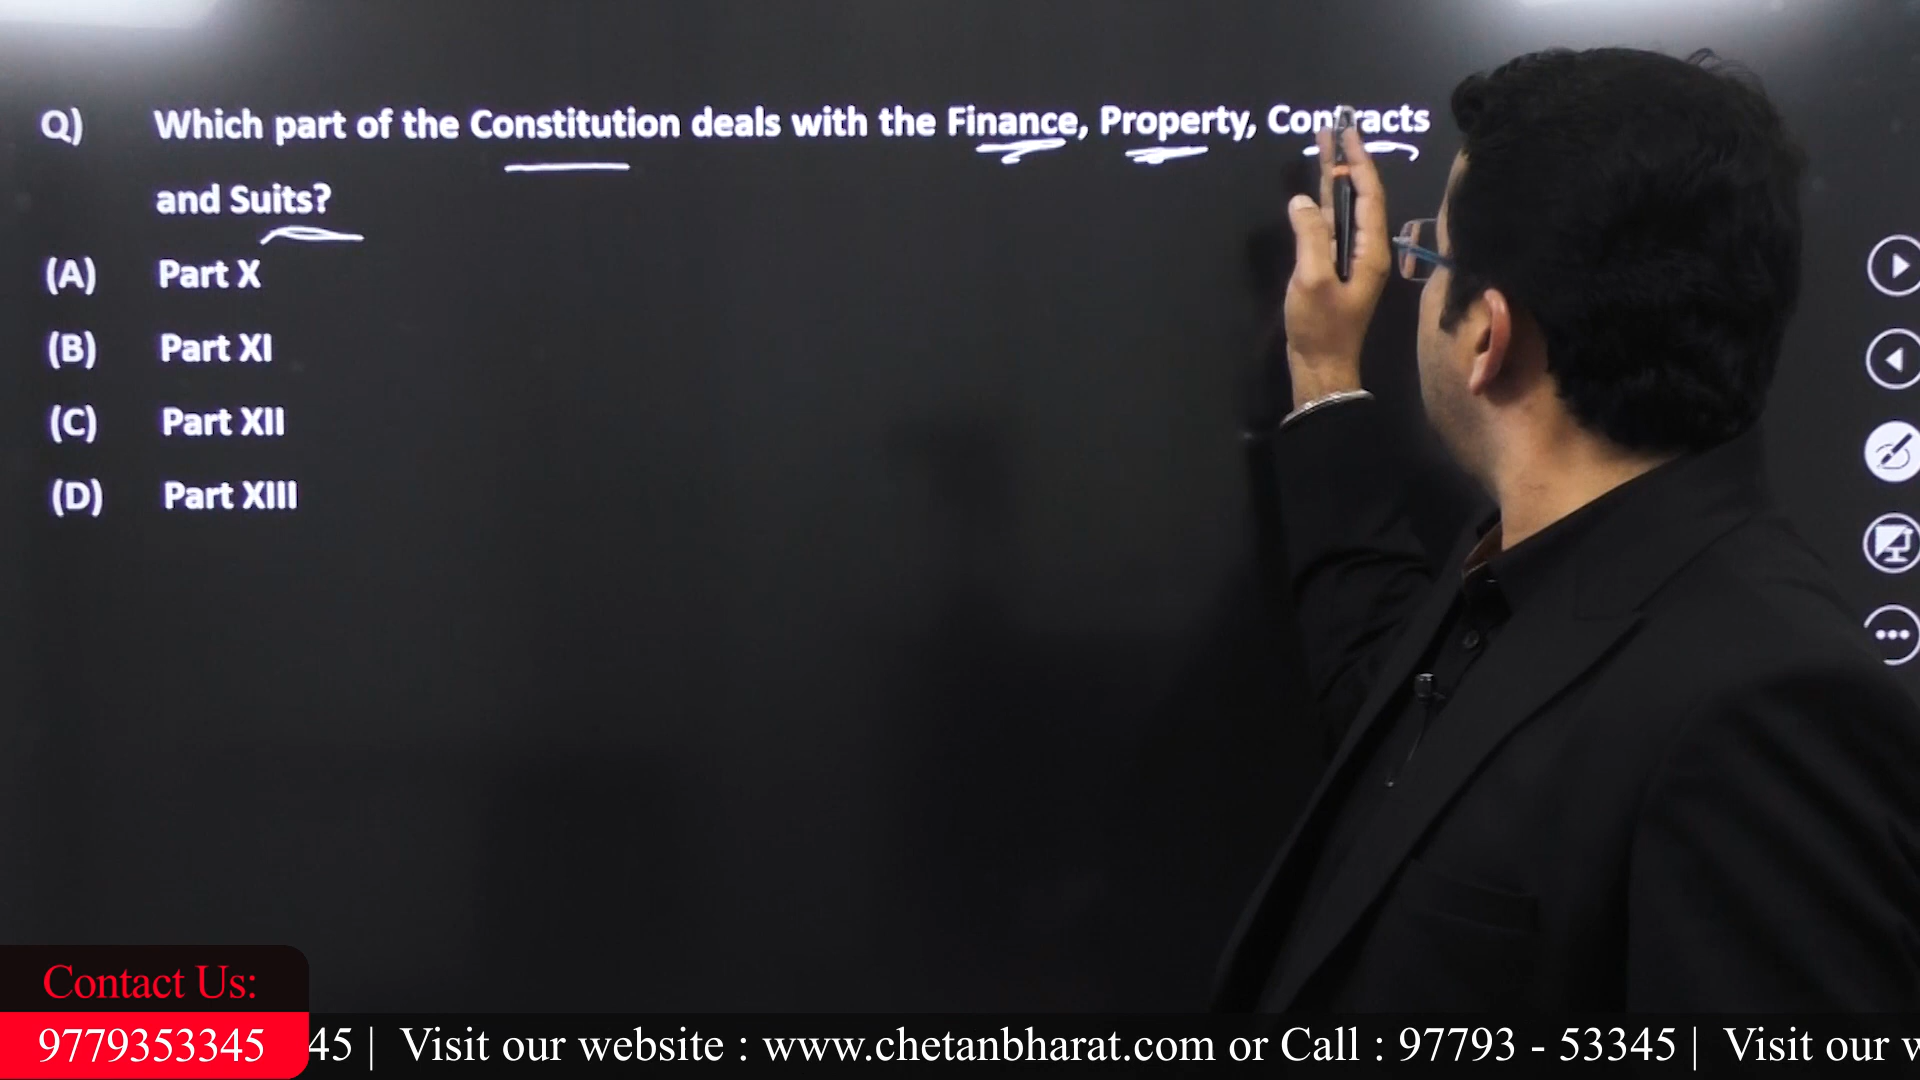 Q) Which part of the Constitution deals with the Finance, Property, Contracts
and Suits?
(A) Part X
(B) Part XI
(C) Part XII
(D) Part XIII
Contact Us:
9779353345
45 | Visit our website : www.chetanbharat.com or Call : 97793 - 53345 | Visit our w